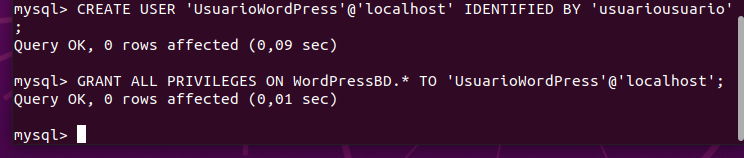 mysql> CREATE USER 'UsuarioWordPress'@'localhost' IDENTIFIED BY 'usuariousuario'
;
Query OK, 0 rows affected (0,09 sec)
mysql> GRANT ALL PRIVILEGES ON WordPressBD.* TO 'UsuarioWordPress'@'localhost';
Query OK, 0 rows affected (0,01 sec)
mysql>